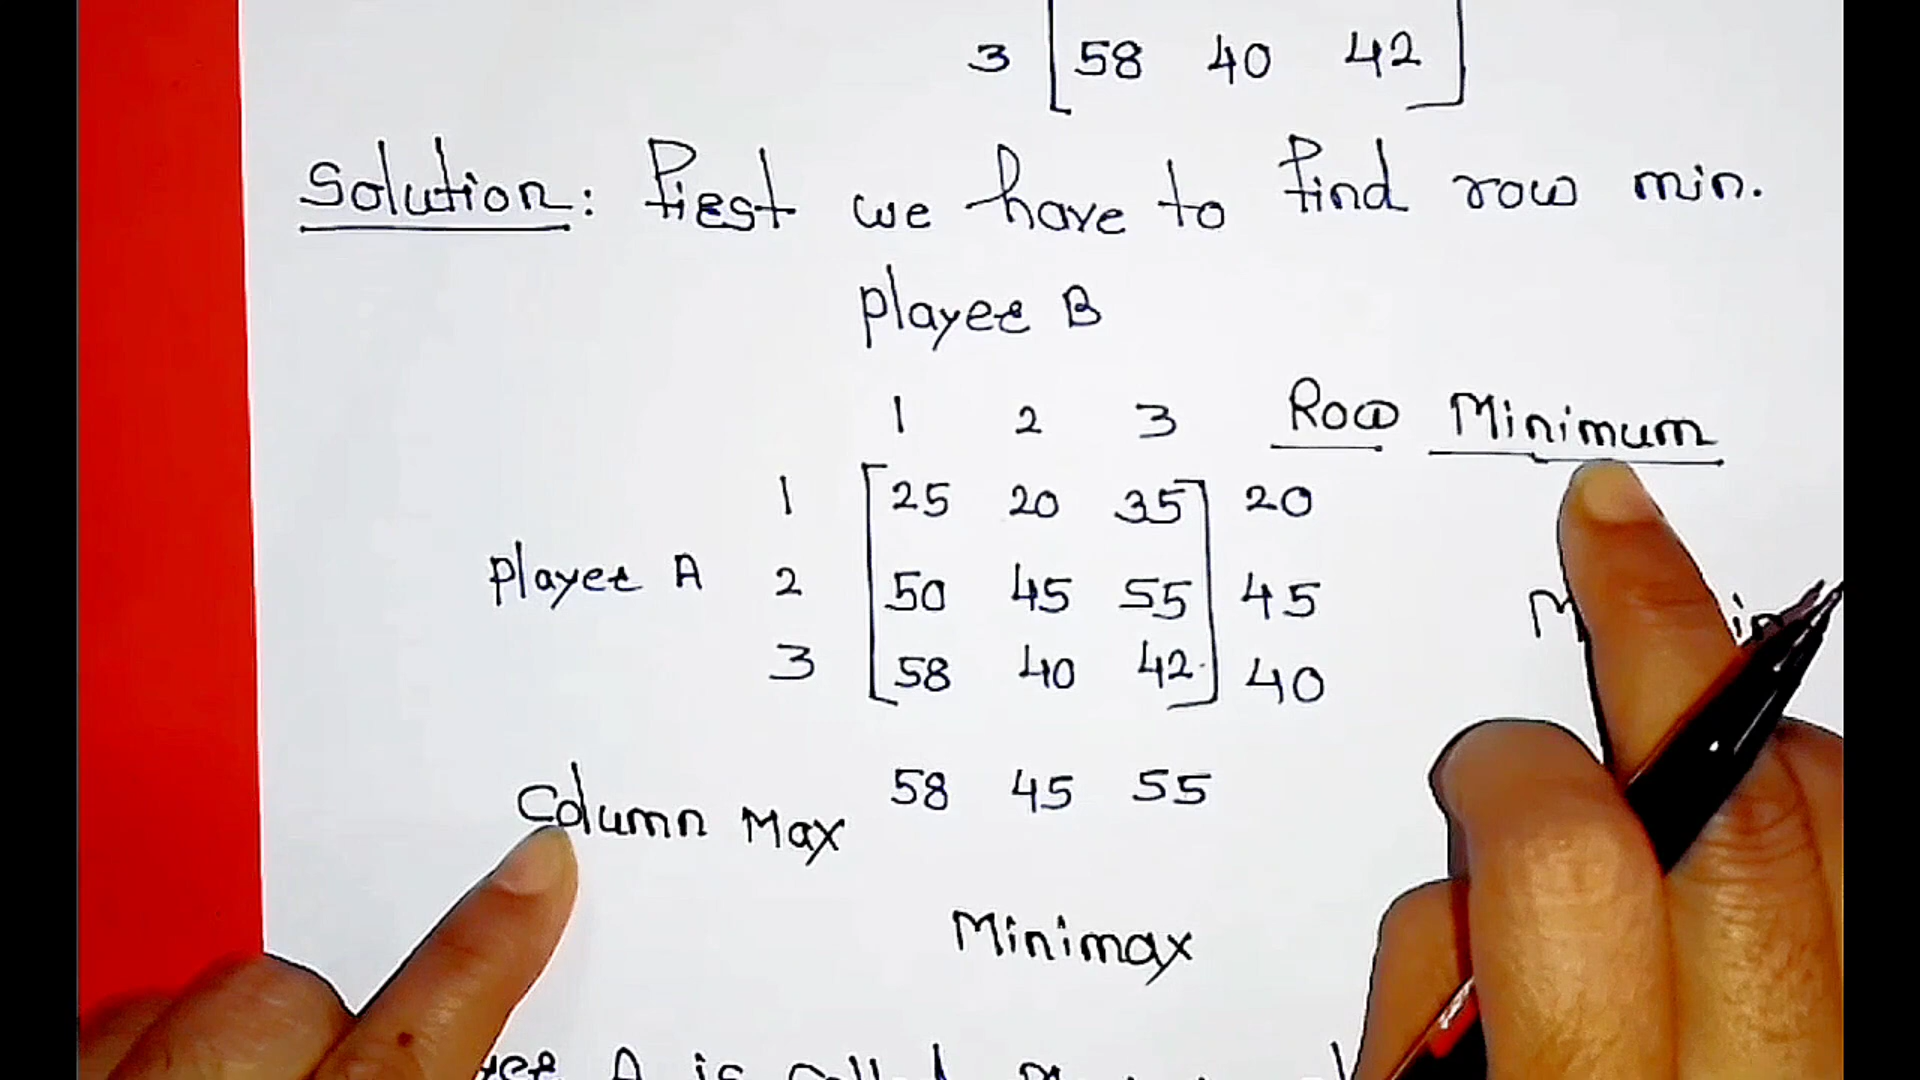 3 58 40 42
Solution: First we have to find row min.
Player B
1 2 3 Row Minimum
1 25 20 35 20
Player A 2 50 45 55 45
3 58 40 42 40
Column Max 58 45 55
Minimax
A is called